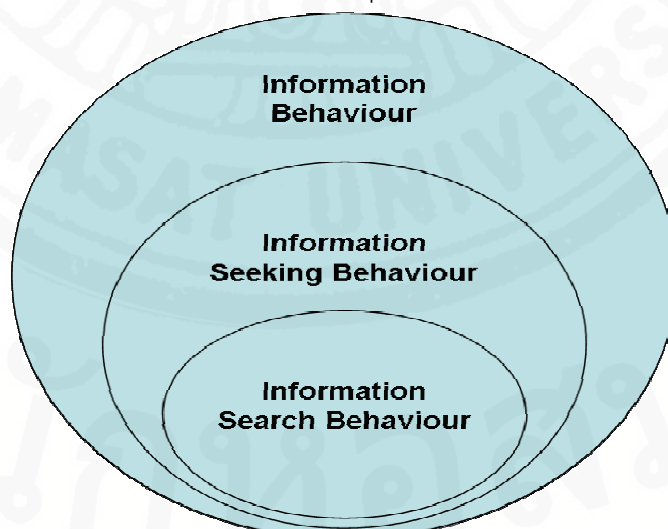 Information
Behaviour
Information
Seeking Behaviour
Information
Search Behaviour